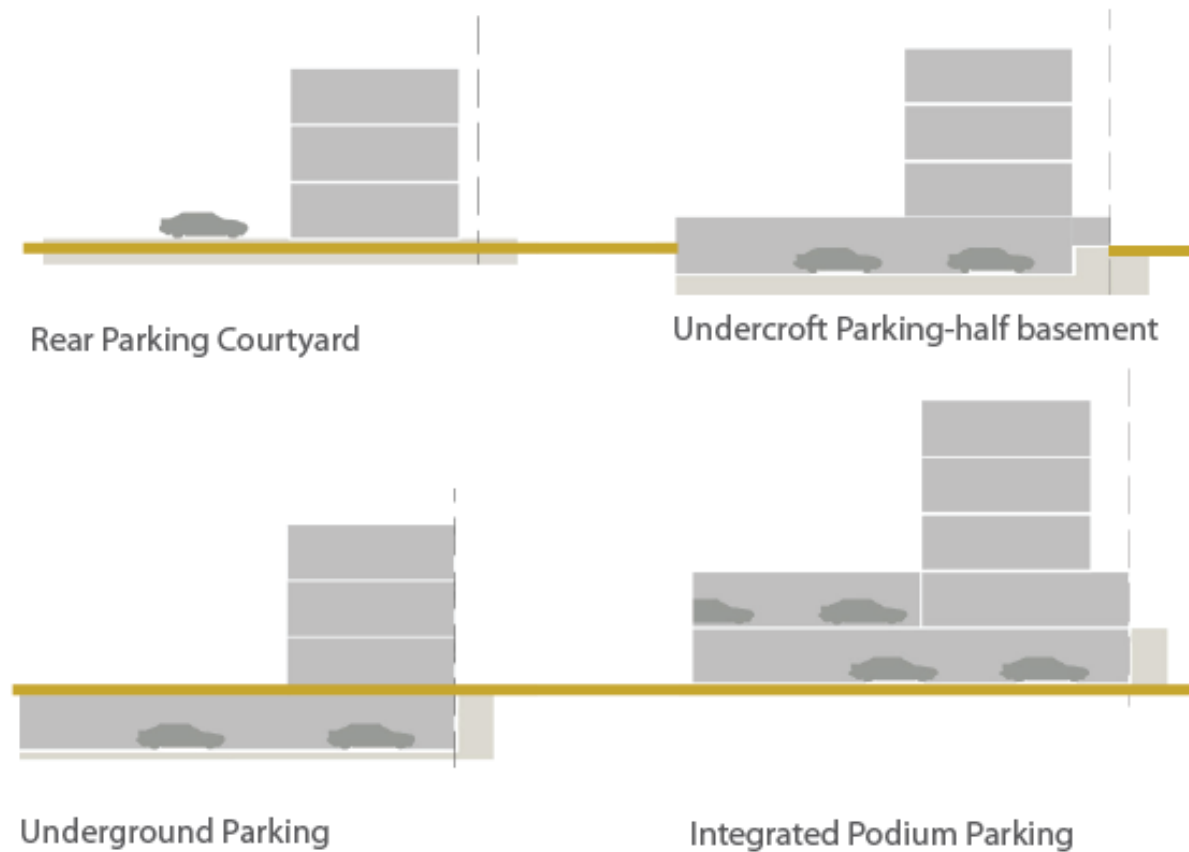 Rear Parking Courtyard
Undercroft Parking-half basement
Underground Parking
Integrated Podium Parking